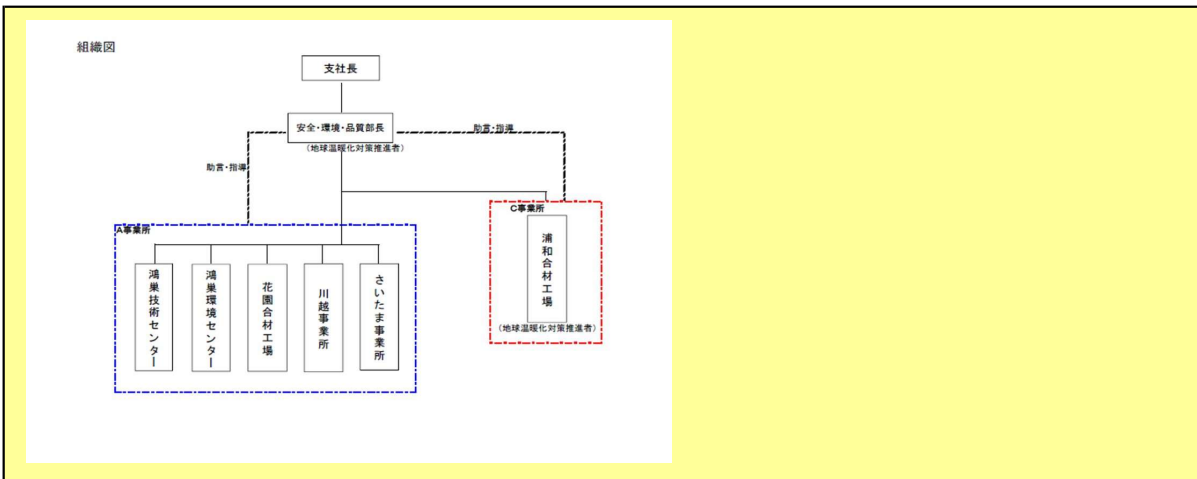 組織図
支社長
安全・環境・品質部長
助言・指導
（地球温暖化対策推進者）
助言・指導
C事業所
A事業所
浦和合材工場
鴻巣技術センター
鴻巣環境センター
花園合材工場
川越事業所
さいたま事業所
（地球温暖化対策推進者）